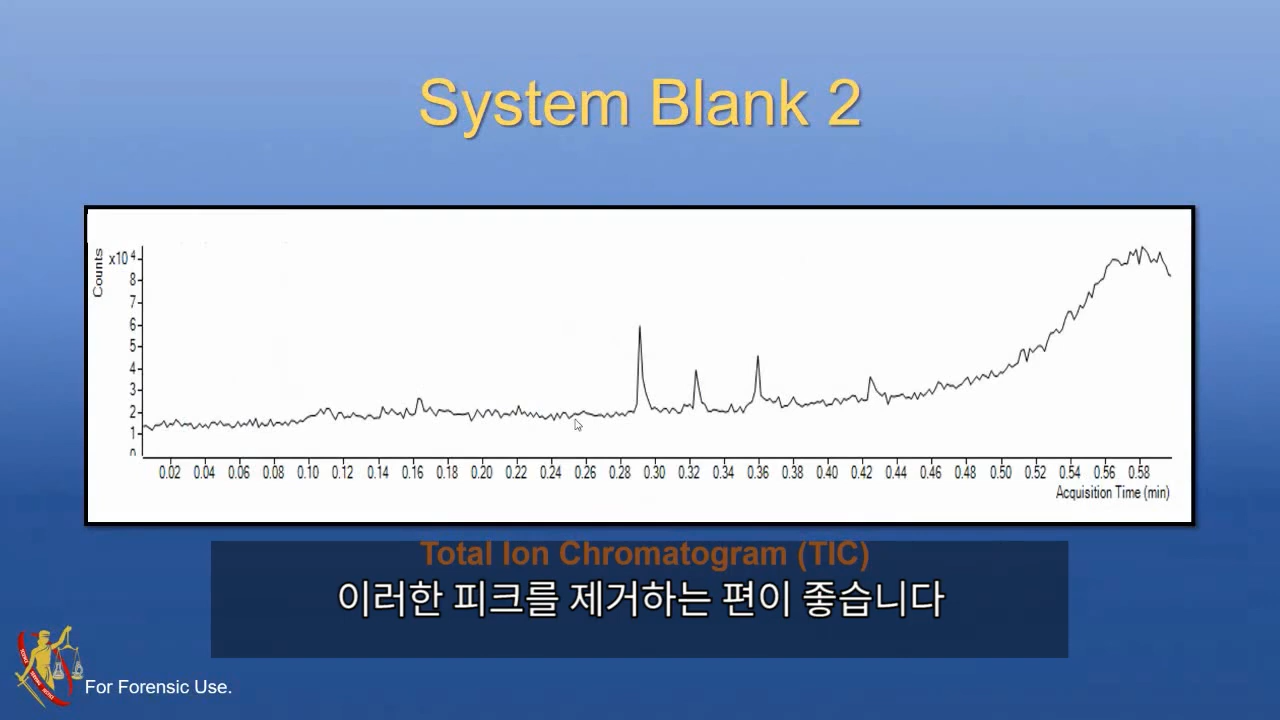 System Blank 2
Counts
x10 4
8
7
6
5
4
3
2
1
0
0.02 0.04 0.06 0.08 0.10 0.12 0.14 0.16 0.18 0.20 0.22 0.24 0.26 0.28 0.30 0.32 0.34 0.36 0.38 0.40 0.42 0.44 0.46 0.48 0.50 0.52 0.54 0.56 0.58
Acquisition Time (min)
Total Ion Chromatogram (TIC)
이러한 피크를 제거하는 편이 좋습니다
For Forensic Use.